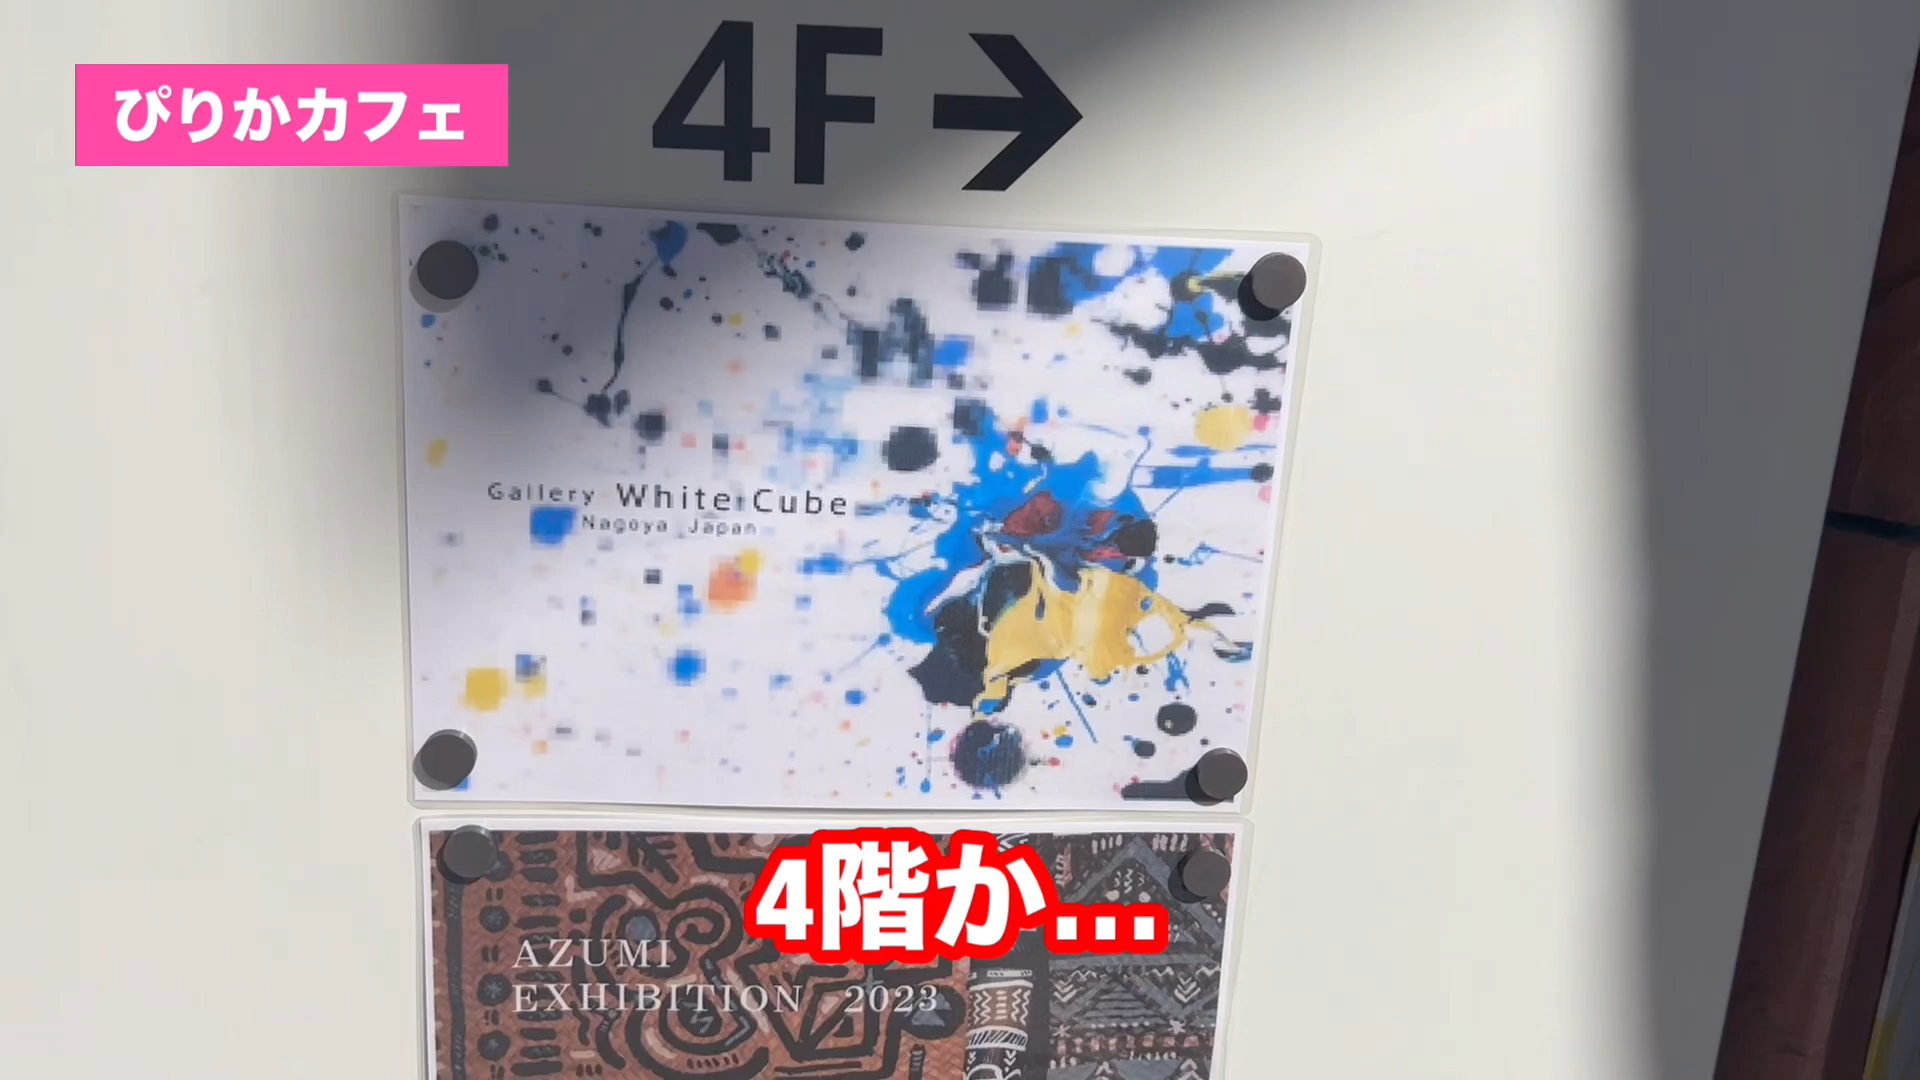 ぴりかカフェ
4F→
Gallery White Cube
Nagoya Japan
4階か...
AZUMI
EXHIBITION 2023